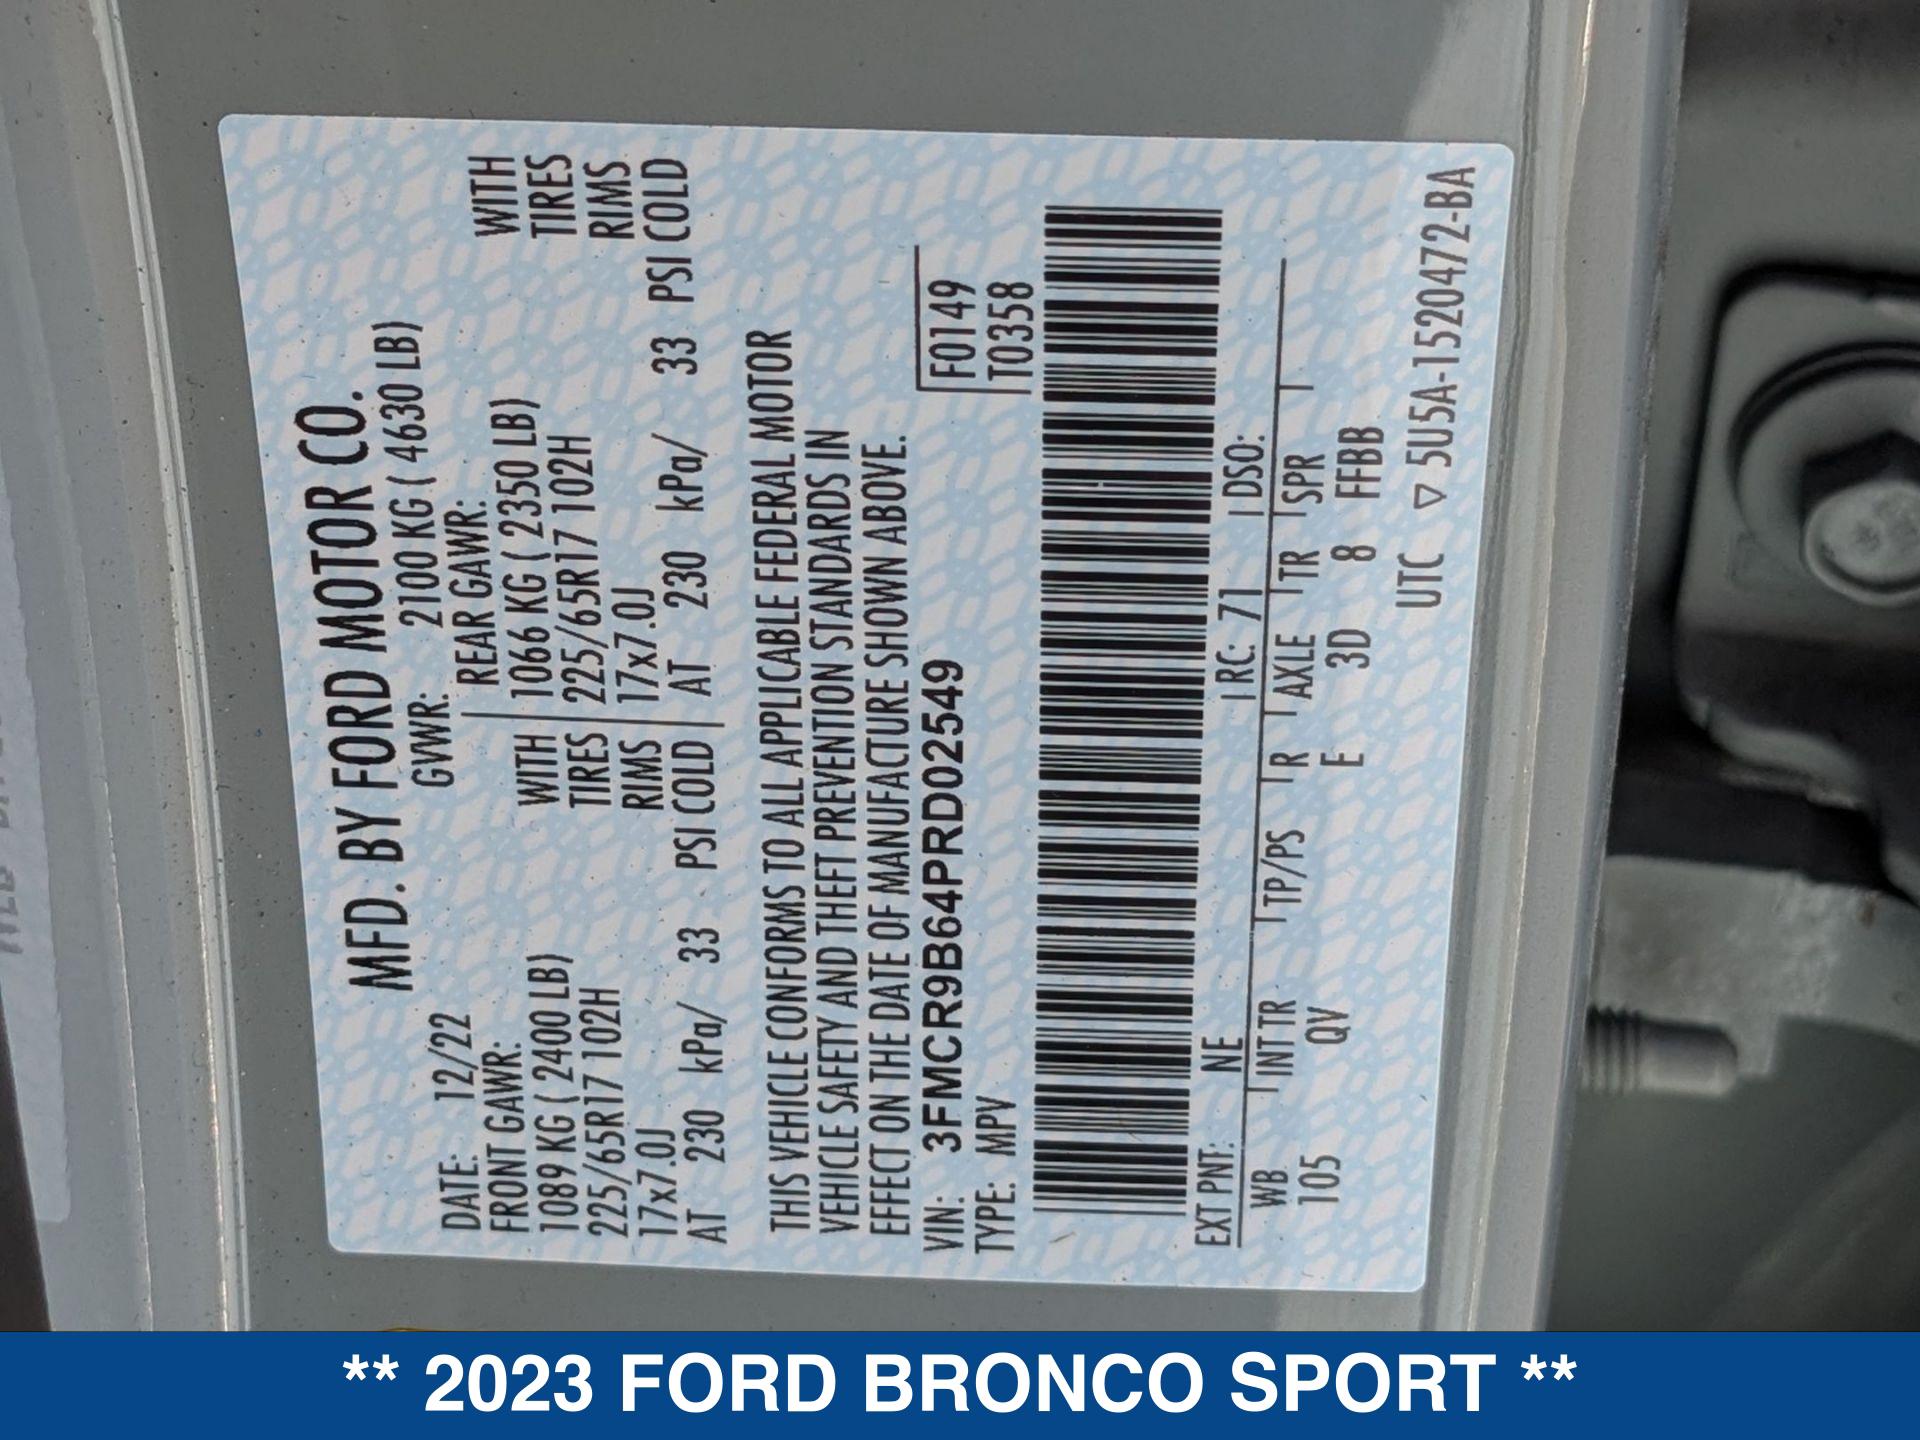 MFD. BY FORD MOTOR CO.
DATE: 12/22 GVWR: 2100 KG ( 4630 LB)
FRONT GAWR: REAR GAWR:
1089 KG ( 2400 LB) WITH 1066 KG ( 2350 LB) WITH
225/65R17 102H TIRES 225/65R17 102H TIRES
17x7.0J RIMS 17x7.0J RIMS
AT 230 kPa/ 33 PSI COLD AT 230 kPa/ 33 PSI COLD
THIS VEHICLE CONFORMS TO ALL APPLICABLE FEDERAL MOTOR
VEHICLE SAFETY AND THEFT PREVENTION STANDARDS IN
EFFECT ON THE DATE OF MANUFACTURE SHOWN ABOVE.
VIN: 3FMCR9B64PRD02549 F0149
TYPE: MPV T0358
EXT PNT: NE RC: 71 DSO:
WB INT TR TP/PS R AXLE TR SPR
105 QV E 3D 8 FFBB
UTC ▽ 5U5A-1520472-BA
** 2023 FORD BRONCO SPORT **